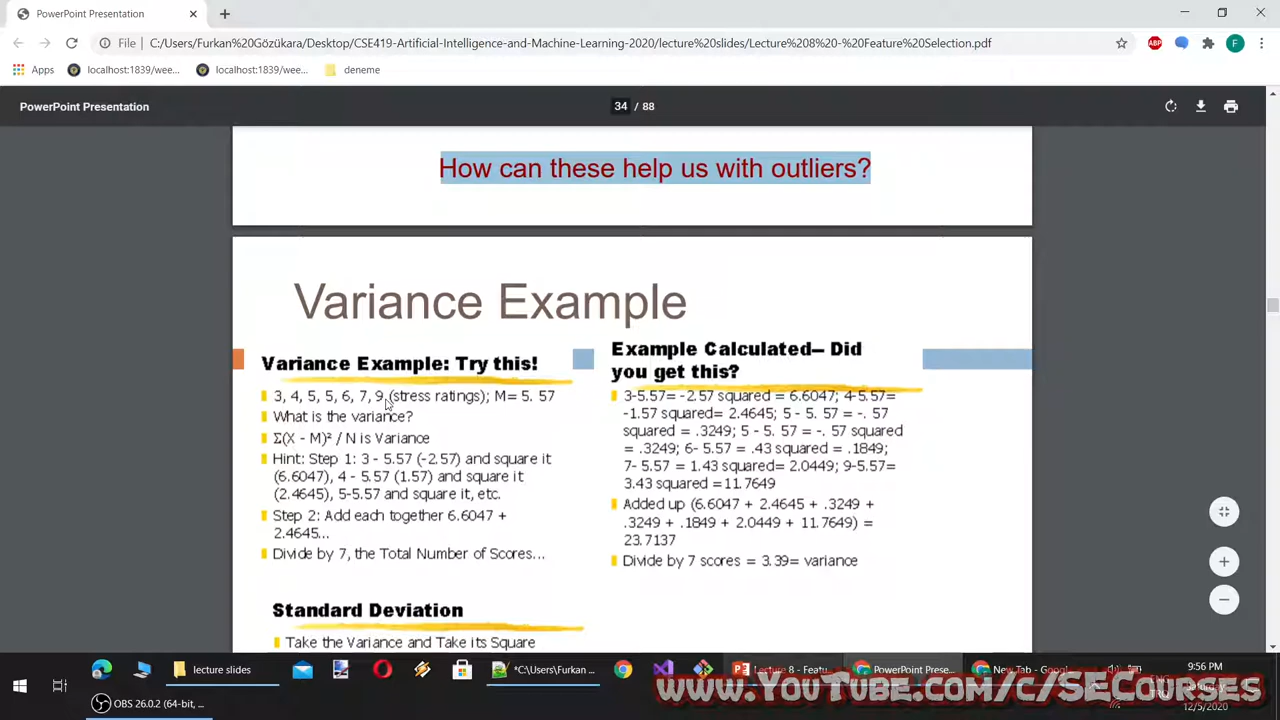 PowerPoint Presentation
File | C:/Users/Furkan%20Gözükara/Desktop/CSE419-Artificial-Intelligence-and-Machine-Learning-2020/lecture%20slides/Lecture%208%20-%20Feature%20Selection.pdf
ABP
F
Apps
localhost:1839/wee...
localhost:1839/wee...
deneme
PowerPoint Presentation
34 / 88
How can these help us with outliers?
Variance Example
Variance Example: Try this!
3, 4, 5, 5, 6, 7, 9 (stress ratings); M= 5. 57
What is the variance?
Σ(X - M)² / N is Variance
Hint: Step 1: 3 - 5.57 (-2.57) and square it
(6.6047), 4 - 5.57 (1.57) and square it
(2.4645), 5-5.57 and square it, etc.
Step 2: Add each together 6.6047 +
2.4645...
Divide by 7, the Total Number of Scores...
Standard Deviation
Take the Variance and Take its Square
Example Calculated– Did
you get this?
3-5.57= -2.57 squared = 6.6047; 4-5.57=
-1.57 squared= 2.4645; 5 - 5. 57 = -. 57
squared = .3249; 5 - 5. 57 = -. 57 squared
= .3249; 6- 5.57 = .43 squared = .1849;
7- 5.57 = 1.43 squared= 2.0449; 9-5.57=
3.43 squared =11.7649
Added up (6.6047 + 2.4645 + .3249 +
.3249 + .1849 + 2.0449 + 11.7649) =
23.7137
Divide by 7 scores = 3.39= variance
lecture slides
*C:\Users\Furkan ...
Lecture 8 - Featu...
PowerPoint Prese...
New Tab - Googl...
9:56 PM
ENG
Saturday
12/5/2020
OBS 26.0.2 (64-bit, ...
www.YouTube.com/c/SECourses